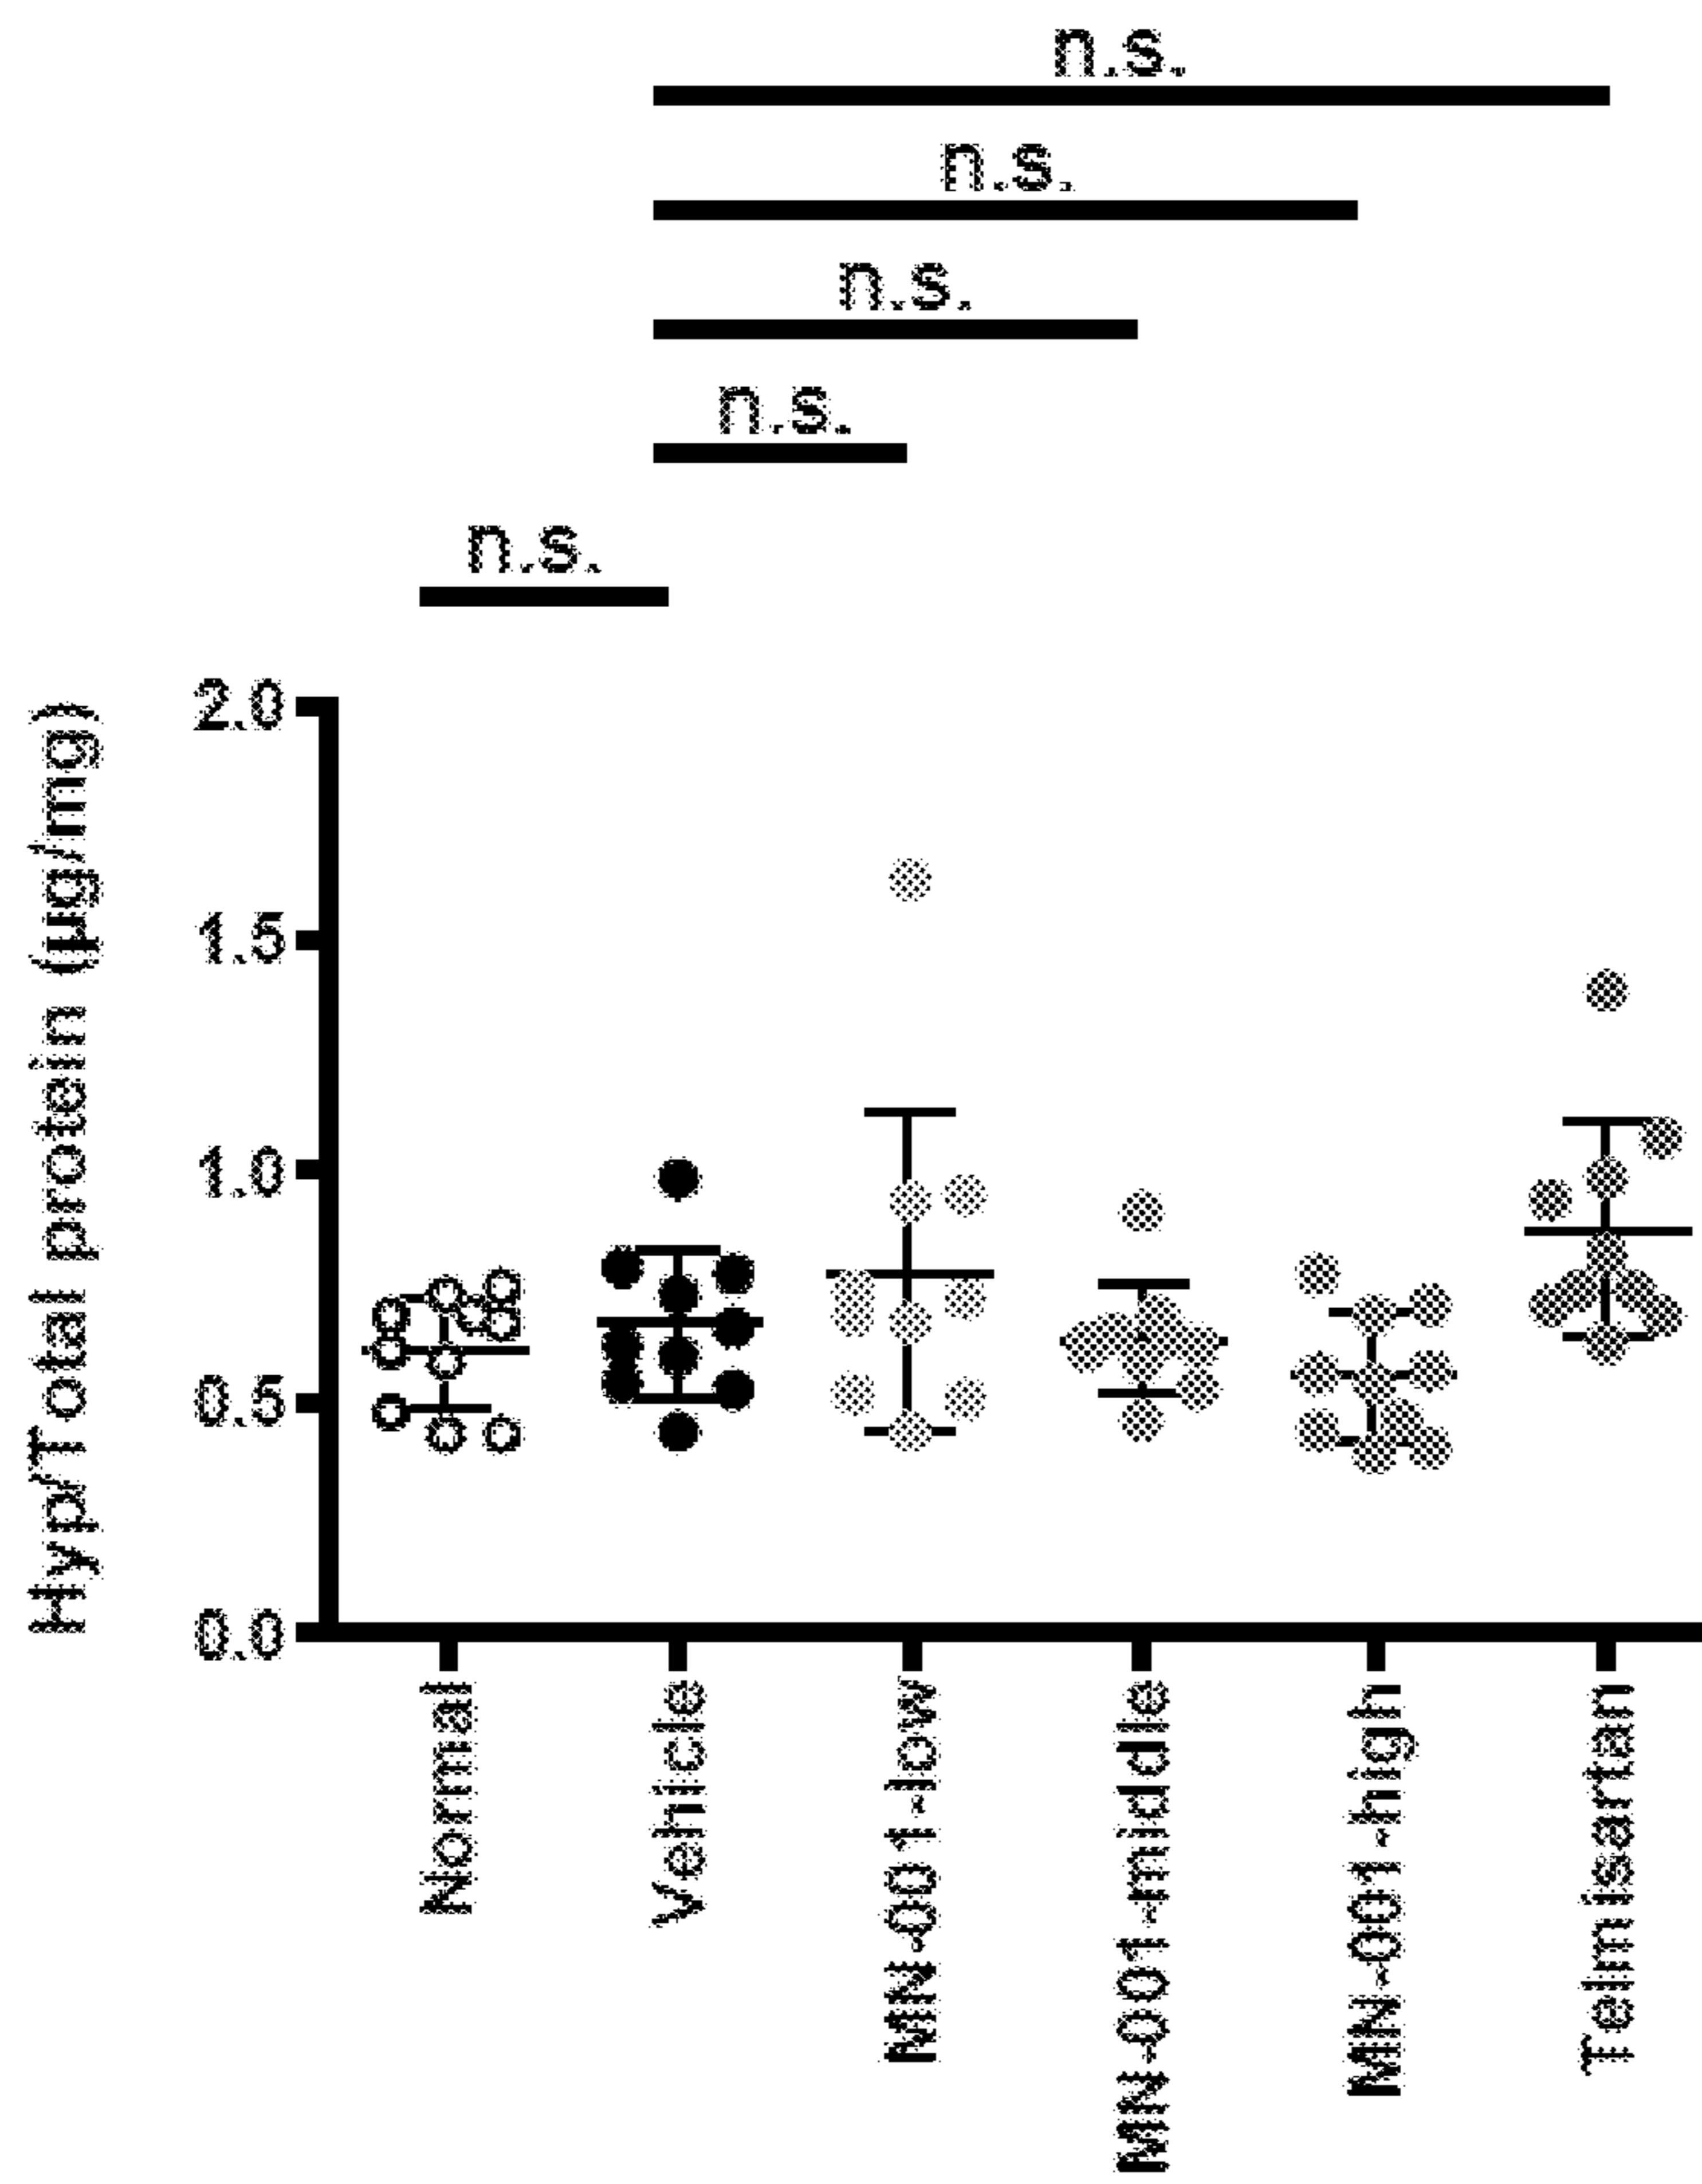 n.s.
n.s.
n.s.
n.s.
n.s.
Hyp/Total protein (µg/mg)
2.0
1.5
1.0
0.5
0.0
Normal
Vehicle
MN-001-low
MN-001-middle
MN-001-high
Telmisartan